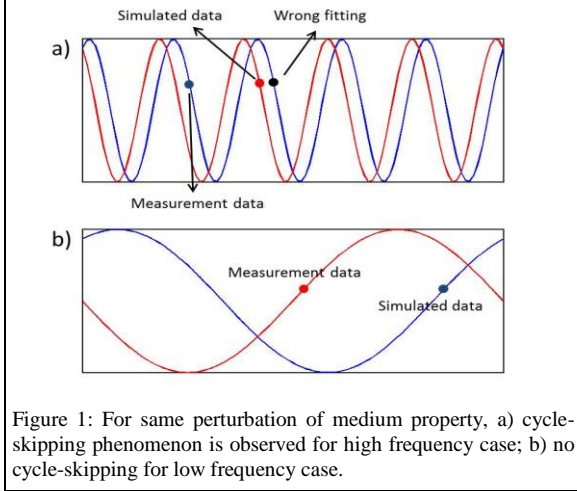 Simulated data
Wrong fitting
a)
Measurement data
b)
Measurement data
Simulated data
Figure 1: For same perturbation of medium property, a) cycle-
skipping phenomenon is observed for high frequency case; b) no
cycle-skipping for low frequency case.